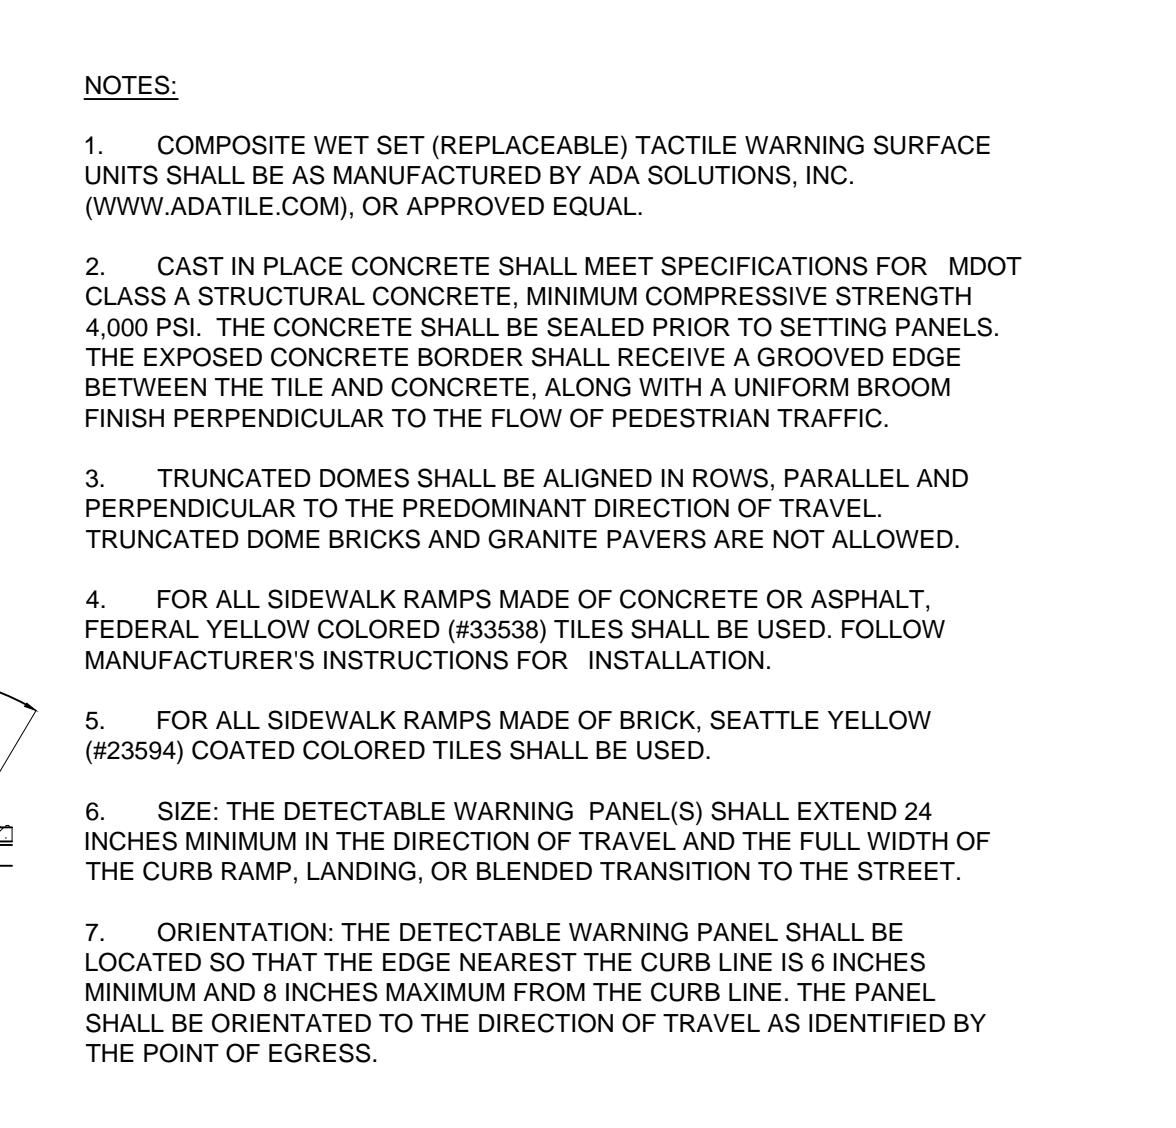 NOTES:
1. COMPOSITE WET SET (REPLACEABLE) TACTILE WARNING SURFACE
UNITS SHALL BE AS MANUFACTURED BY ADA SOLUTIONS, INC.
(WWW.ADATILE.COM), OR APPROVED EQUAL.
2. CAST IN PLACE CONCRETE SHALL MEET SPECIFICATIONS FOR MDOT
CLASS A STRUCTURAL CONCRETE, MINIMUM COMPRESSIVE STRENGTH
4,000 PSI. THE CONCRETE SHALL BE SEALED PRIOR TO SETTING PANELS.
THE EXPOSED CONCRETE BORDER SHALL RECEIVE A GROOVED EDGE
BETWEEN THE TILE AND CONCRETE, ALONG WITH A UNIFORM BROOM
FINISH PERPENDICULAR TO THE FLOW OF PEDESTRIAN TRAFFIC.
3. TRUNCATED DOMES SHALL BE ALIGNED IN ROWS, PARALLEL AND
PERPENDICULAR TO THE PREDOMINANT DIRECTION OF TRAVEL.
TRUNCATED DOME BRICKS AND GRANITE PAVERS ARE NOT ALLOWED.
4. FOR ALL SIDEWALK RAMPS MADE OF CONCRETE OR ASPHALT,
FEDERAL YELLOW COLORED (#33538) TILES SHALL BE USED. FOLLOW
MANUFACTURER'S INSTRUCTIONS FOR INSTALLATION.
5. FOR ALL SIDEWALK RAMPS MADE OF BRICK, SEATTLE YELLOW
(#23594) COATED COLORED TILES SHALL BE USED.
6. SIZE: THE DETECTABLE WARNING PANEL(S) SHALL EXTEND 24
INCHES MINIMUM IN THE DIRECTION OF TRAVEL AND THE FULL WIDTH OF
THE CURB RAMP, LANDING, OR BLENDED TRANSITION TO THE STREET.
7. ORIENTATION: THE DETECTABLE WARNING PANEL SHALL BE
LOCATED SO THAT THE EDGE NEAREST THE CURB LINE IS 6 INCHES
MINIMUM AND 8 INCHES MAXIMUM FROM THE CURB LINE. THE PANEL
SHALL BE ORIENTATED TO THE DIRECTION OF TRAVEL AS IDENTIFIED BY
THE POINT OF EGRESS.